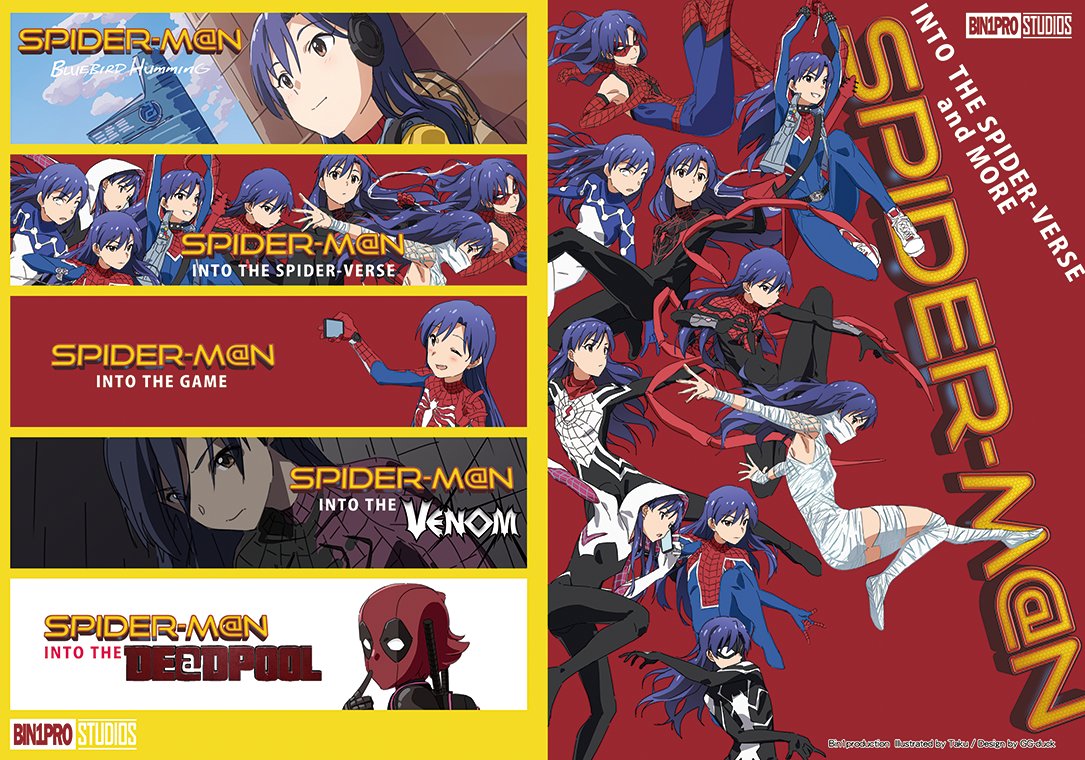 SPIDER-M@N
BLUEBIRD HUMMING
SPIDER-M@N
INTO THE SPIDER-VERSE
SPIDER-M@N
INTO THE GAME
SPIDER-M@N
INTO THE VENOM
SPIDER-M@N
INTO THE DE@DPOOL
BIN1PRO STUDIOS
BIN1PRO STUDIOS
INTO THE SPIDER-VERSE
and MORE
SPIDER-M@N
Bin1production Illustrated by Taku / Design by GG-duck